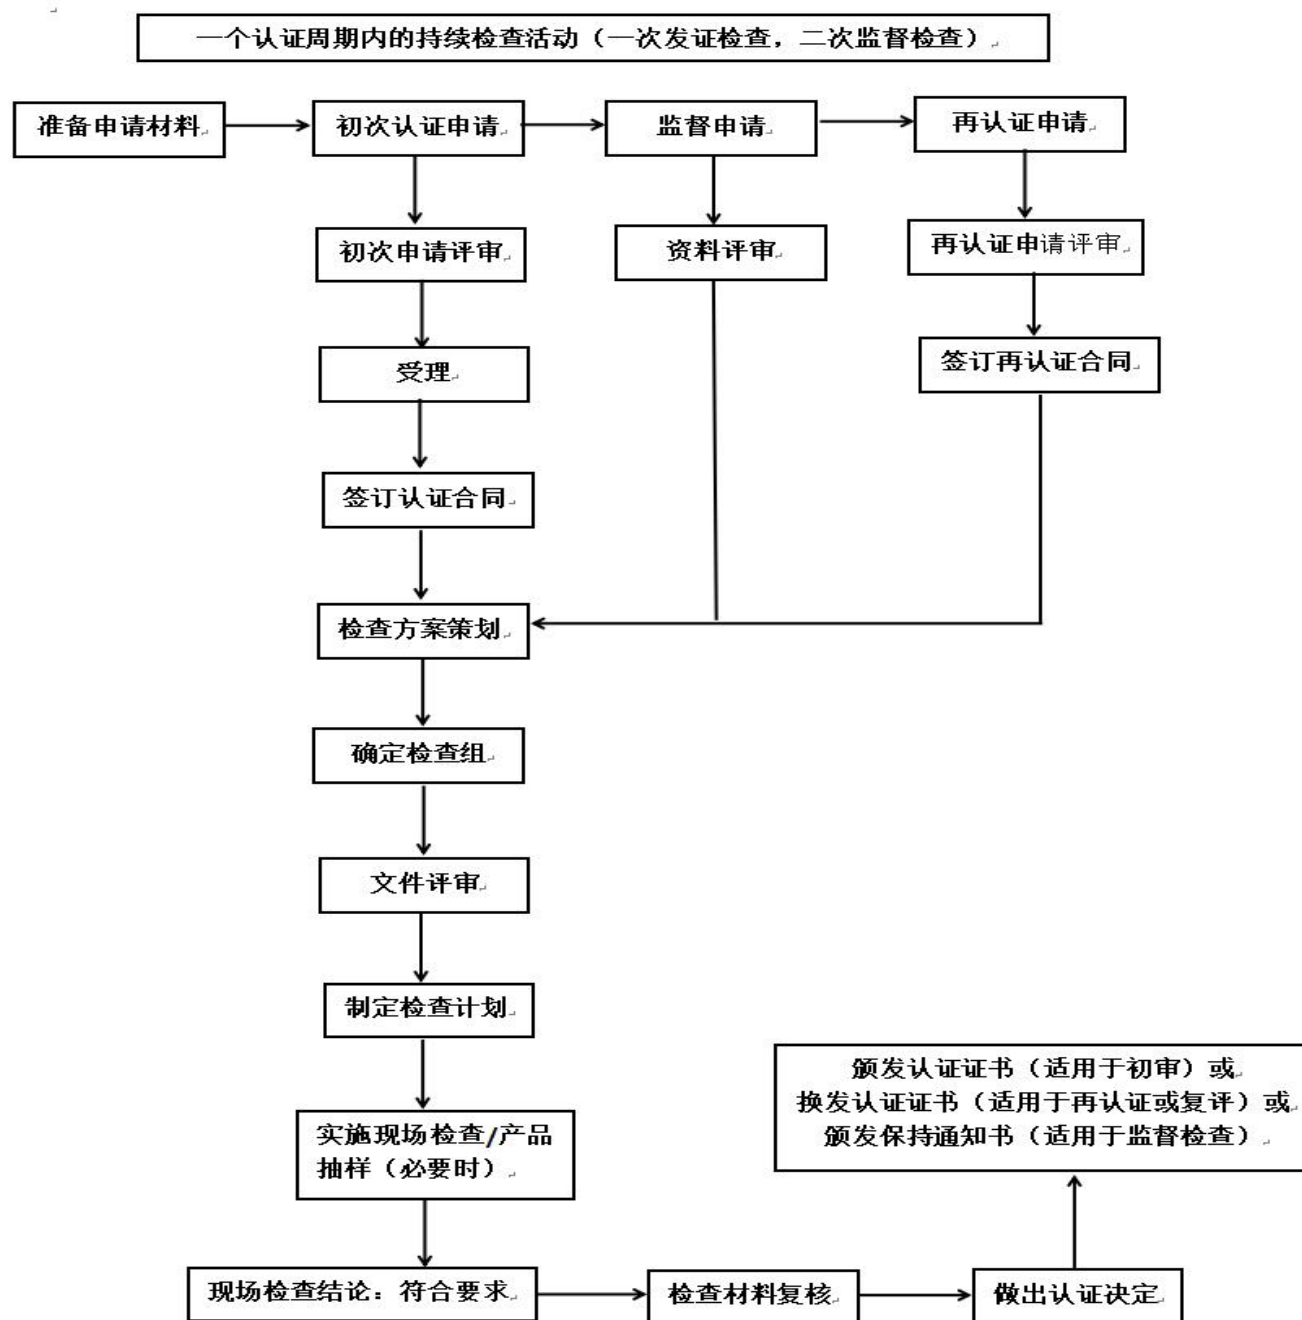 一个认证周期内的持续检查活动（一次发证检查，二次监督检查）
准备申请材料
初次认证申请
监督申请
再认证申请
初次申请评审
资料评审
再认证申请评审
受理
签订再认证合同
签订认证合同
检查方案策划
确定检查组
文件评审
制定检查计划
实施现场检查/产品
抽样（必要时）
颁发认证证书（适用于初审）或
换发认证证书（适用于再认证或复评）或
颁发保持通知书（适用于监督检查）
现场检查结论：符合要求
检查材料复核
做出认证决定